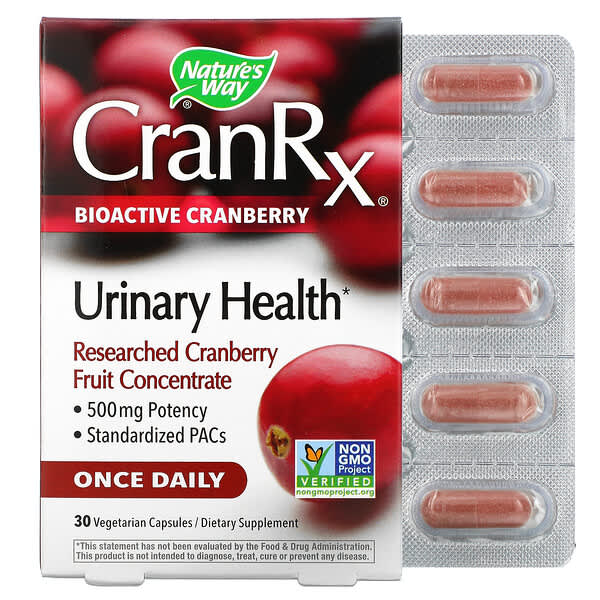 Nature's
Way®
CranRx®
BIOACTIVE CRANBERRY
Urinary Health*
Researched Cranberry
Fruit Concentrate
• 500mg Potency
• Standardized PACs
ONCE DAILY
NON
GMO
Project
VERIFIED
nongmoproject.org
30 Vegetarian Capsules / Dietary Supplement
*This statement has not been evaluated by the Food & Drug Administration.
This product is not intended to diagnose, treat, cure or prevent any disease.